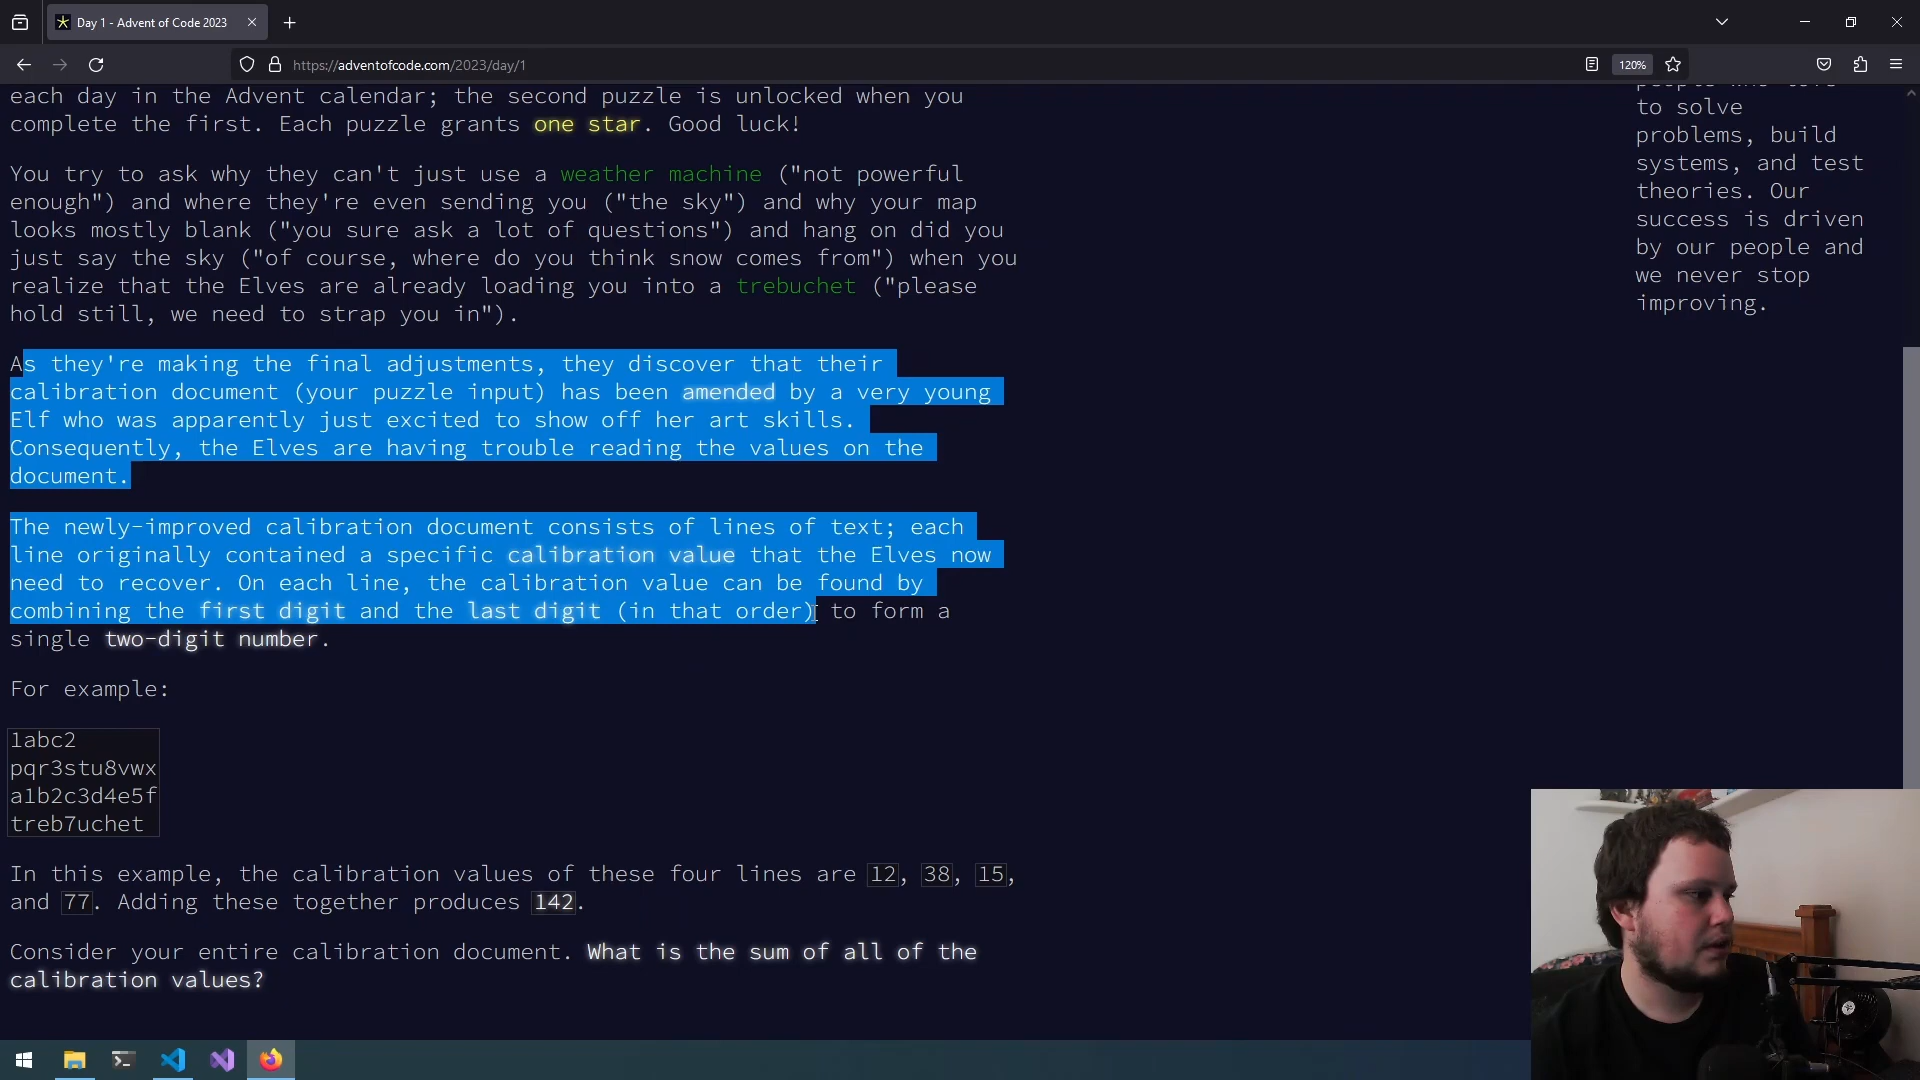 Day 1 - Advent of Code 2023
https://adventofcode.com/2023/day/1
120%
each day in the Advent calendar; the second puzzle is unlocked when you
complete the first. Each puzzle grants one star. Good luck!
You try to ask why they can't just use a weather machine ("not powerful
enough") and where they're even sending you ("the sky") and why your map
looks mostly blank ("you sure ask a lot of questions") and hang on did you
just say the sky ("of course, where do you think snow comes from") when you
realize that the Elves are already loading you into a trebuchet ("please
hold still, we need to strap you in").
As they're making the final adjustments, they discover that their
calibration document (your puzzle input) has been amended by a very young
Elf who was apparently just excited to show off her art skills.
Consequently, the Elves are having trouble reading the values on the
document.
The newly-improved calibration document consists of lines of text; each
line originally contained a specific calibration value that the Elves now
need to recover. On each line, the calibration value can be found by
combining the first digit and the last digit (in that order) to form a
single two-digit number.
For example:
1abc2
pqr3stu8vwx
a1b2c3d4e5f
treb7uchet
In this example, the calibration values of these four lines are 12, 38, 15,
and 77. Adding these together produces 142.
Consider your entire calibration document. What is the sum of all of the
calibration values?
to solve
problems, build
systems, and test
theories. Our
success is driven
by our people and
we never stop
improving.